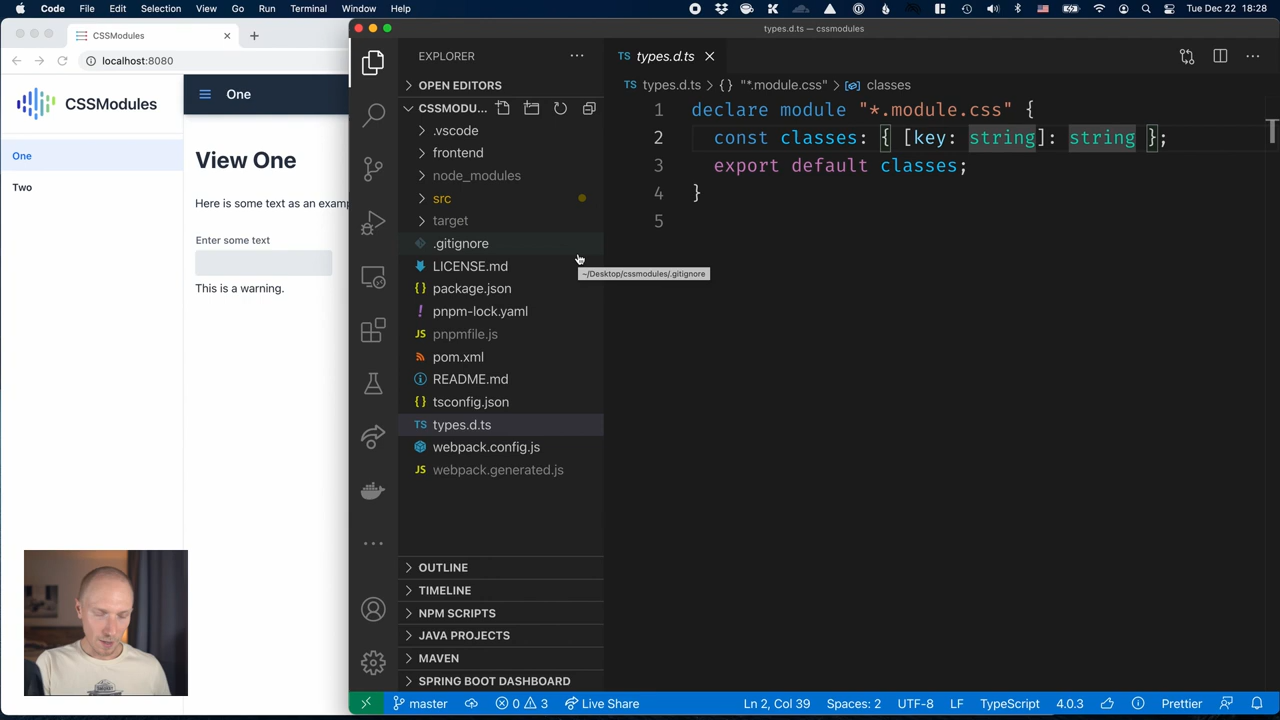 Code File Edit Selection View Go Run Terminal Window Help
Tue Dec 22 18:28
CSSModules
localhost:8080
CSSModules
One
One
Two
View One
Here is some text as an examp
Enter some text
This is a warning.
types.d.ts — cssmodules
EXPLORER
OPEN EDITORS
CSSMODU...
.vscode
frontend
node_modules
src
target
.gitignore
~/Desktop/cssmodules/.gitignore
LICENSE.md
{} package.json
! pnpm-lock.yaml
JS pnpmfile.js
pom.xml
README.md
{} tsconfig.json
TS types.d.ts
webpack.config.js
JS webpack.generated.js
OUTLINE
TIMELINE
NPM SCRIPTS
JAVA PROJECTS
MAVEN
SPRING BOOT DASHBOARD
TS types.d.ts
TS types.d.ts > {} "*.module.css" > classes
1 declare module "*.module.css" {
2 const classes: { [key: string]: string };
3 export default classes;
4 }
5
master 0 3 Live Share Ln 2, Col 39 Spaces: 2 UTF-8 LF TypeScript 4.0.3 Prettier